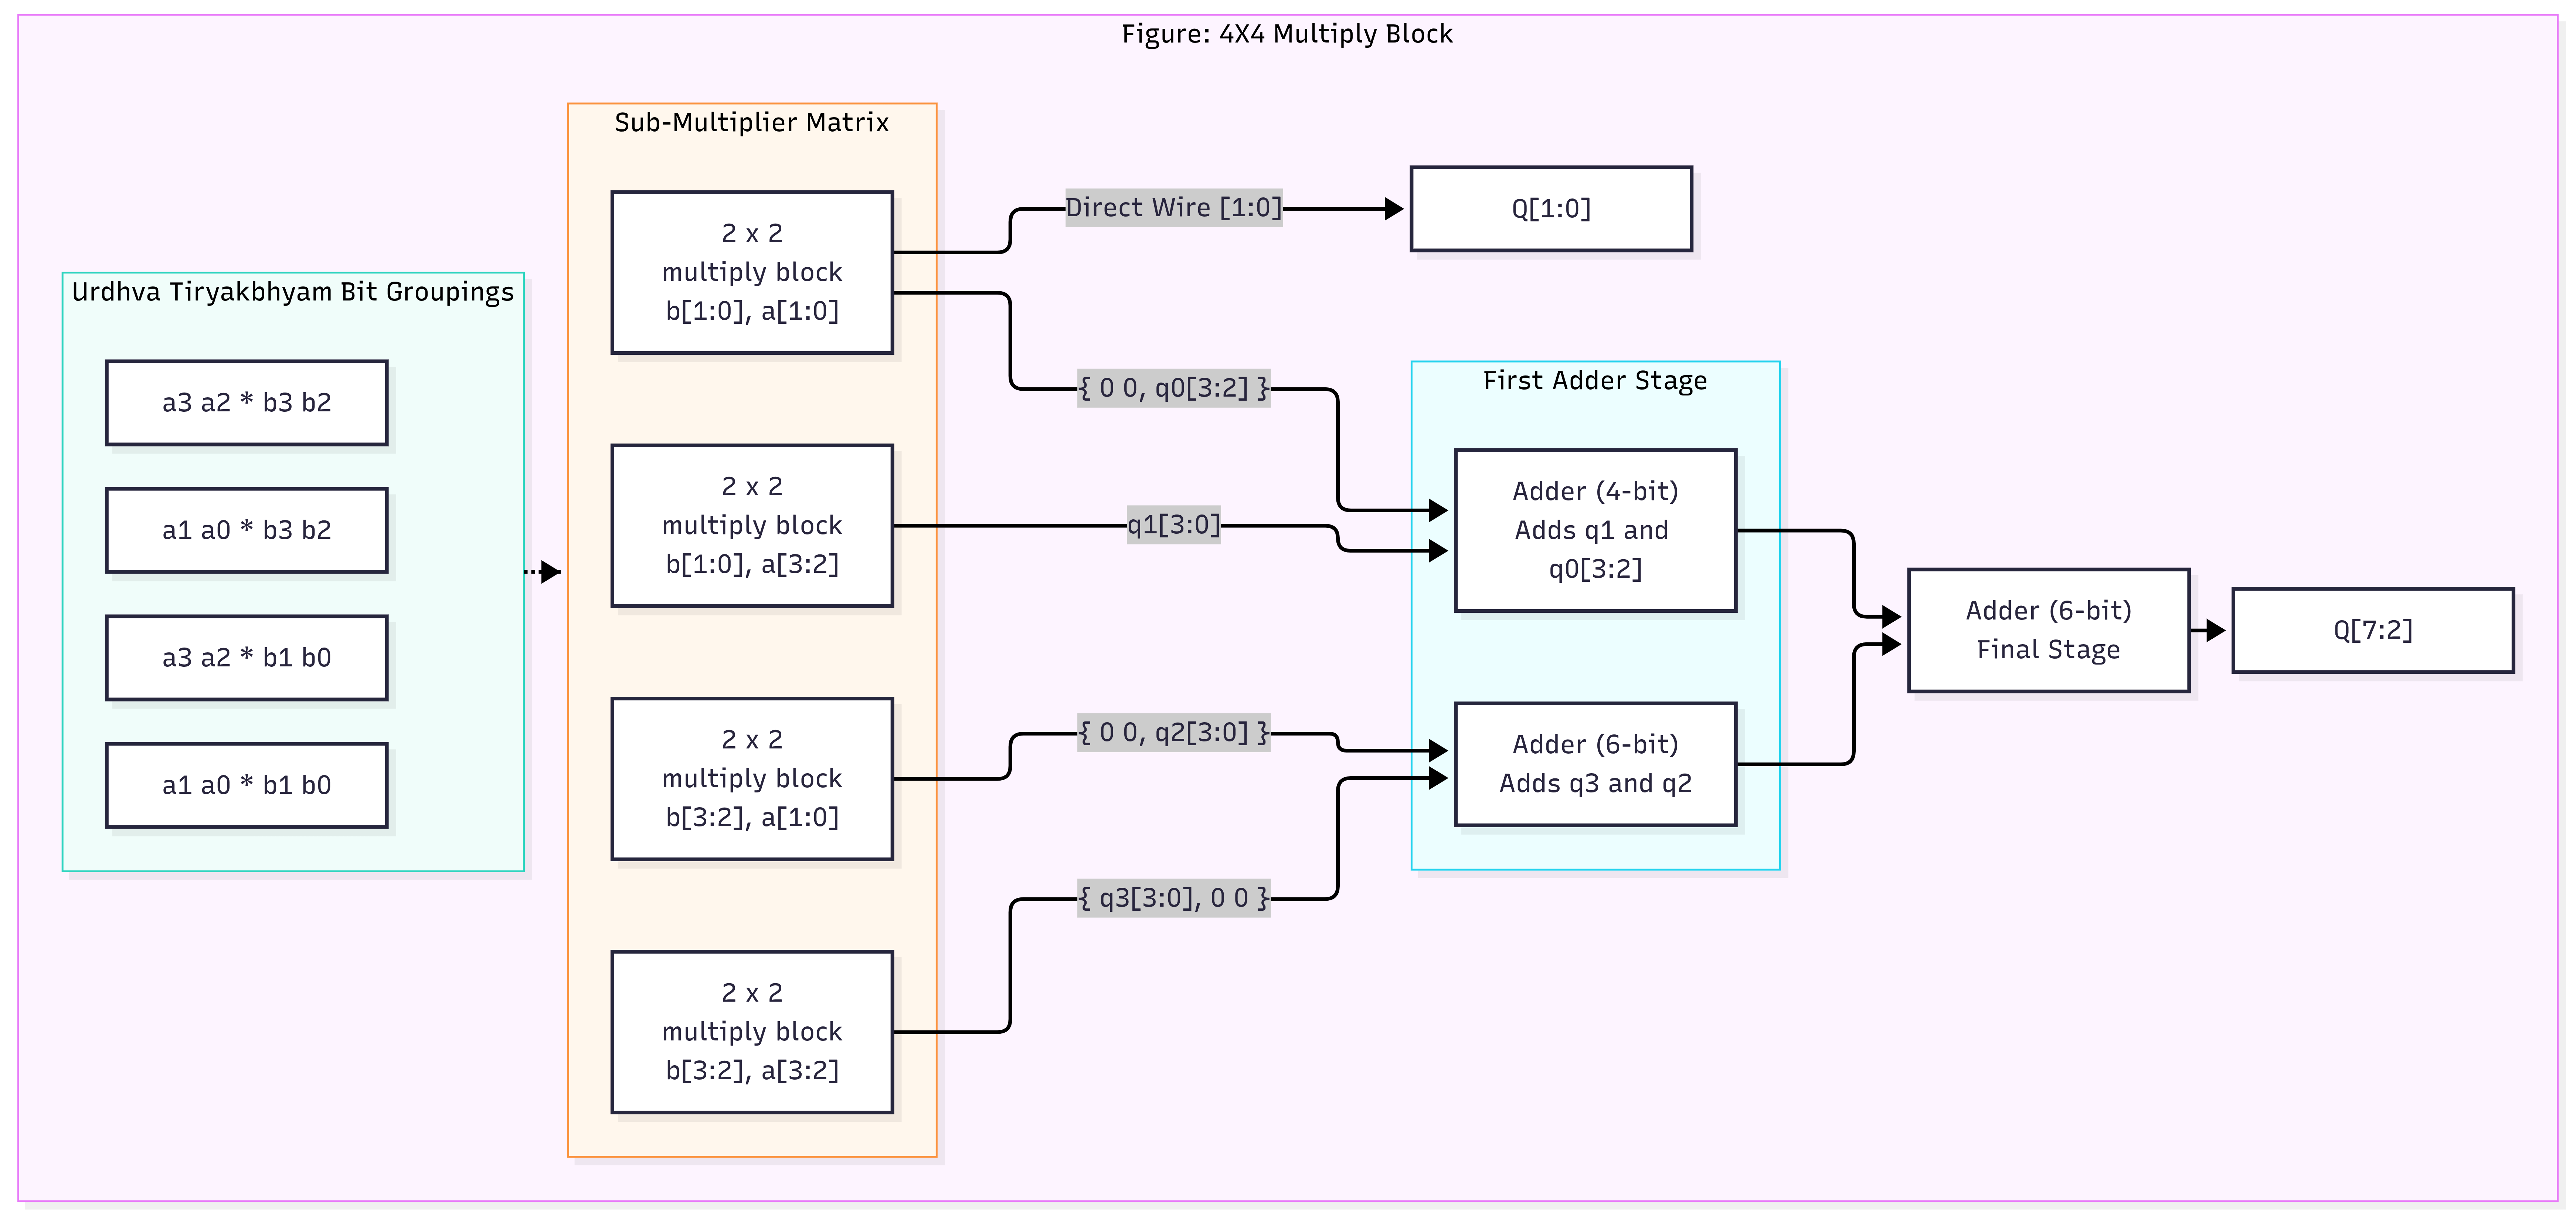 Figure: 4X4 Multiply Block
Urdhva Tiryakbhyam Bit Groupings
a3 a2 * b3 b2
a1 a0 * b3 b2
a3 a2 * b1 b0
a1 a0 * b1 b0
Sub-Multiplier Matrix
2 x 2
multiply block
b[1:0], a[1:0]
2 x 2
multiply block
b[1:0], a[3:2]
2 x 2
multiply block
b[3:2], a[1:0]
2 x 2
multiply block
b[3:2], a[3:2]
Direct Wire [1:0]
{ 0 0, q0[3:2] }
q1[3:0]
{ 0 0, q2[3:0] }
{ q3[3:0], 0 0 }
Q[1:0]
First Adder Stage
Adder (4-bit)
Adds q1 and
q0[3:2]
Adder (6-bit)
Adds q3 and q2
Adder (6-bit)
Final Stage
Q[7:2]